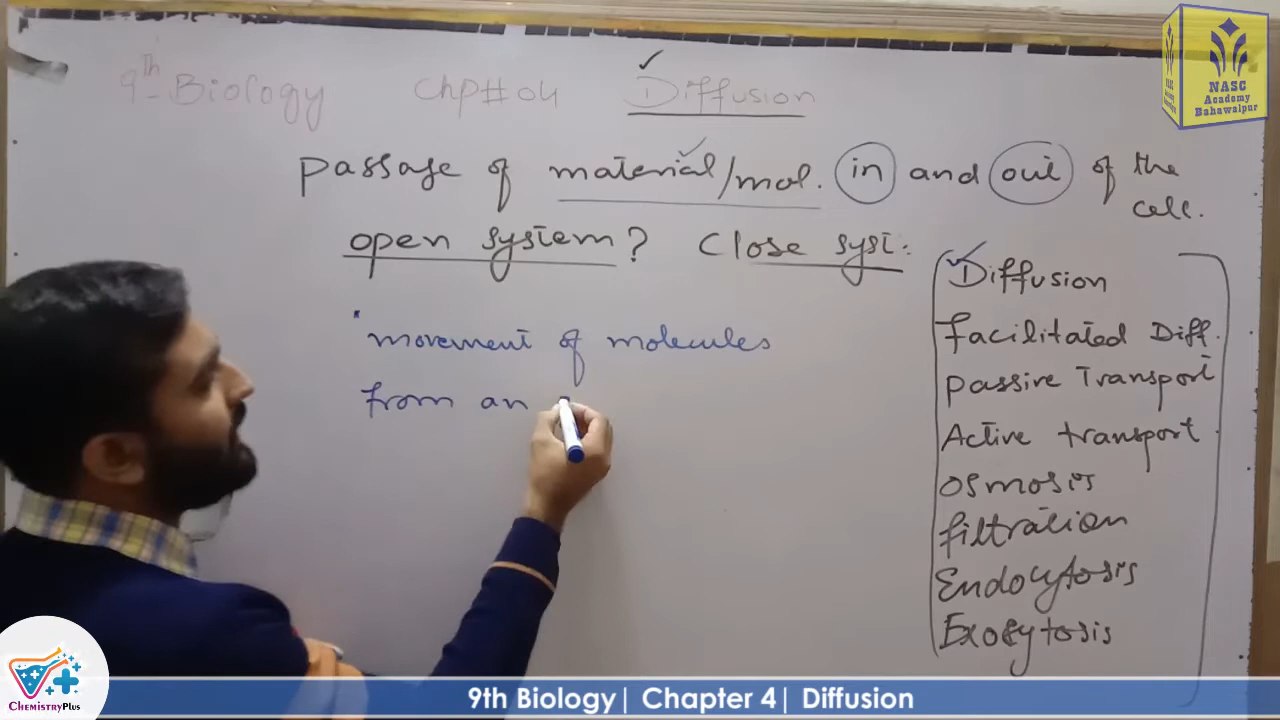 9th Biology Chp#04 Diffusion
Passage of material/mol. in and out of the cell.
open system? Close syst.
movement of molecules
from an
Diffusion
Facilitated Diff.
Passive Transport
Active transport
Osmosis
filtration
Endocytosis
Exocytosis
NASC
Academy
Bahawalpur
ChemistryPlus
9th Biology| Chapter 4| Diffusion